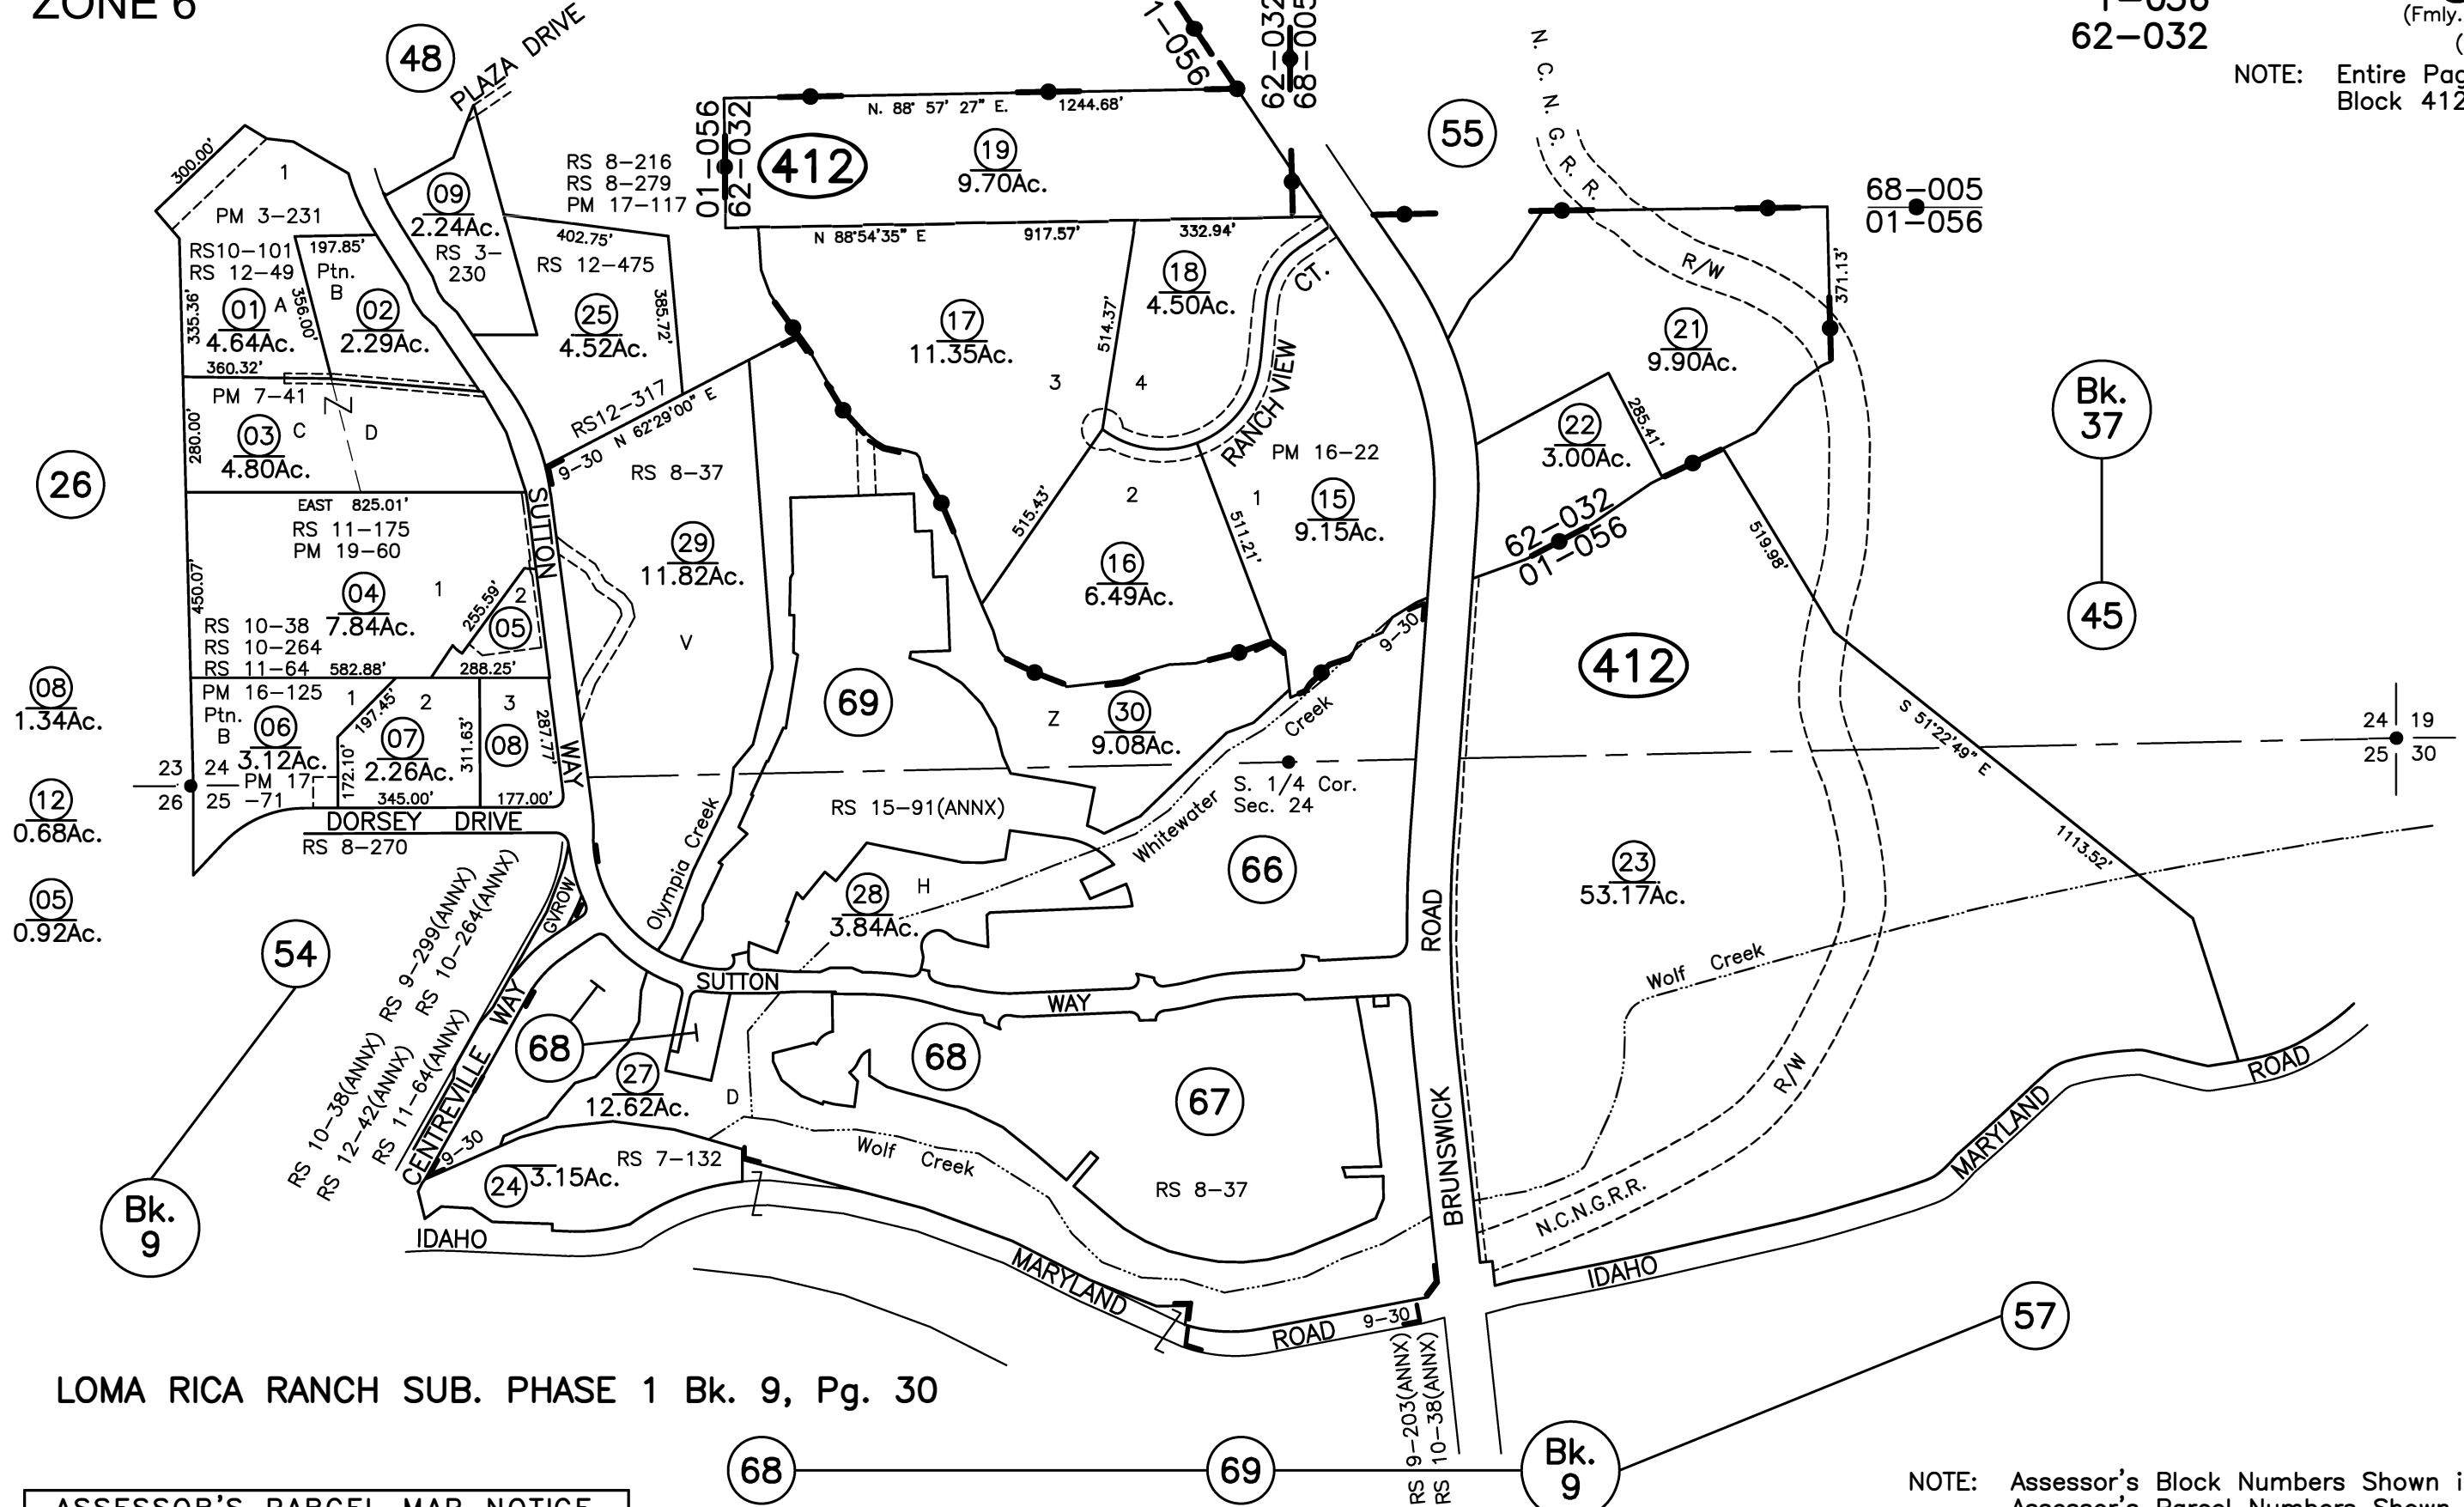 ZONE 6
48
PLAZA DRIVE
1-056
62-032
68-005
1-056
62-032
(Fmly.
(
NOTE: Entire Pag
Block 412
N. C. N. G. R. R.
55
N. 88° 57' 27" E. 1244.68'
01-056
62-032
412
19
9.70Ac.
RS 8-216
RS 8-279
PM 17-117
68-005
01-056
300.00'
1
PM 3-231
09
2.24Ac.
RS 3-
230
402.75'
RS 12-475
N 88°54'35" E 917.57' 332.94'
RS10-101
RS 12-49
197.85'
Ptn.
B
335.36'
01 A
4.64Ac.
356.00'
02
2.29Ac.
25
4.52Ac.
385.72'
17
11.35Ac.
514.37'
18
4.50Ac.
CT.
RANCH VIEW
R/W
371.13'
21
9.90Ac.
360.32'
PM 7-41
280.00'
03 C D
4.80Ac.
RS12-317
N 62°29'00" E
9-30
3 4
22
3.00Ac.
285.41'
Bk.
37
26
RS 8-37
PM 16-22
EAST 825.01'
RS 11-175
PM 19-60
SUTTON
29
11.82Ac.
515.43'
2
1
15
9.15Ac.
511.21'
16
6.49Ac.
62-032
01-056
519.98'
450.07'
04 1
7.84Ac.
255.59'
2
05
RS 10-38
RS 10-264
RS 11-64 582.88' 288.25'
V
9-30
412
45
08
1.34Ac.
PM 16-125
Ptn.
B
06
3.12Ac.
1
197.45'
2
07
2.26Ac.
3
08
311.63'
287.77'
172.10'
WAY
69
Z 30
9.08Ac.
Creek
S 51°22'49" E
24 19
25 30
23 24
26 25
PM 17
-71
345.00' 177.00'
12
0.68Ac.
DORSEY DRIVE
RS 8-270
RS 15-91(ANNX)
S. 1/4 Cor.
Sec. 24
Whitewater
Olympia Creek
66
23
53.17Ac.
1113.52'
05
0.92Ac.
54
GVROW
28 H
3.84Ac.
ROAD
RS 9-299(ANNX)
RS 10-264(ANNX)
Wolf Creek
SUTTON
WAY
RS 10-38(ANNX)
RS 12-42(ANNX)
RS 11-64(ANNX)
CENTREVILLE WAY
68
27
12.62Ac.
D
68
67
R/W
ROAD
9-30
BRUNSWICK
MARYLAND
24
3.15Ac.
RS 7-132
Wolf Creek
RS 8-37
N.C.N.G.R.R.
Bk.
9
IDAHO
MARYLAND
IDAHO
ROAD 9-30
57
LOMA RICA RANCH SUB. PHASE 1 Bk. 9, Pg. 30
RS 9-203(ANNX)
RS 10-38(ANNX)
68
69
Bk.
9
NOTE: Assessor's Block Numbers Shown i
Assessor's Parcel Numbers Shown
ASSESSOR'S PARCEL MAP NOTICE